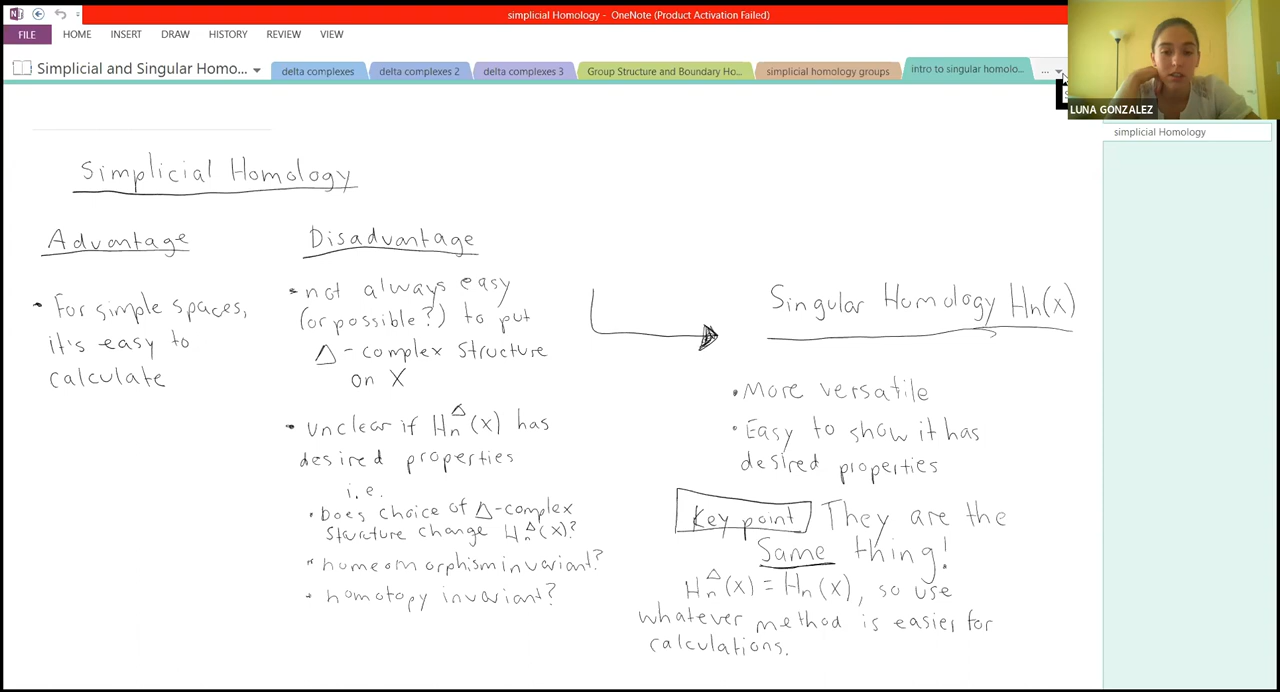 simplicial Homology - OneNote (Product Activation Failed)
FILE HOME INSERT DRAW HISTORY REVIEW VIEW
Simplicial and Singular Homo...
delta complexes
delta complexes 2
delta complexes 3
Group Structure and Boundary Ho...
simplicial homology groups
intro to singular homolo...
...
LUNA GONZALEZ
simplicial Homology
Simplicial Homology
Advantage
• For simple spaces,
it's easy to
calculate
Disadvantage
• not always easy
(or possible?) to put
Δ-complex structure
on X
• unclear if Hₙ^Δ(x) has
desired properties
i.e.
• Does choice of Δ-complex
structure change Hₙ^Δ(x)?
• homeomorphism invariant?
• homotopy invariant?
Singular Homology Hn(x)
• More versatile
• Easy to show it has
desired properties
Key point They are the
Same thing!
Hₙ^Δ(x) = Hₙ(x), so use
whatever method is easier for
calculations.